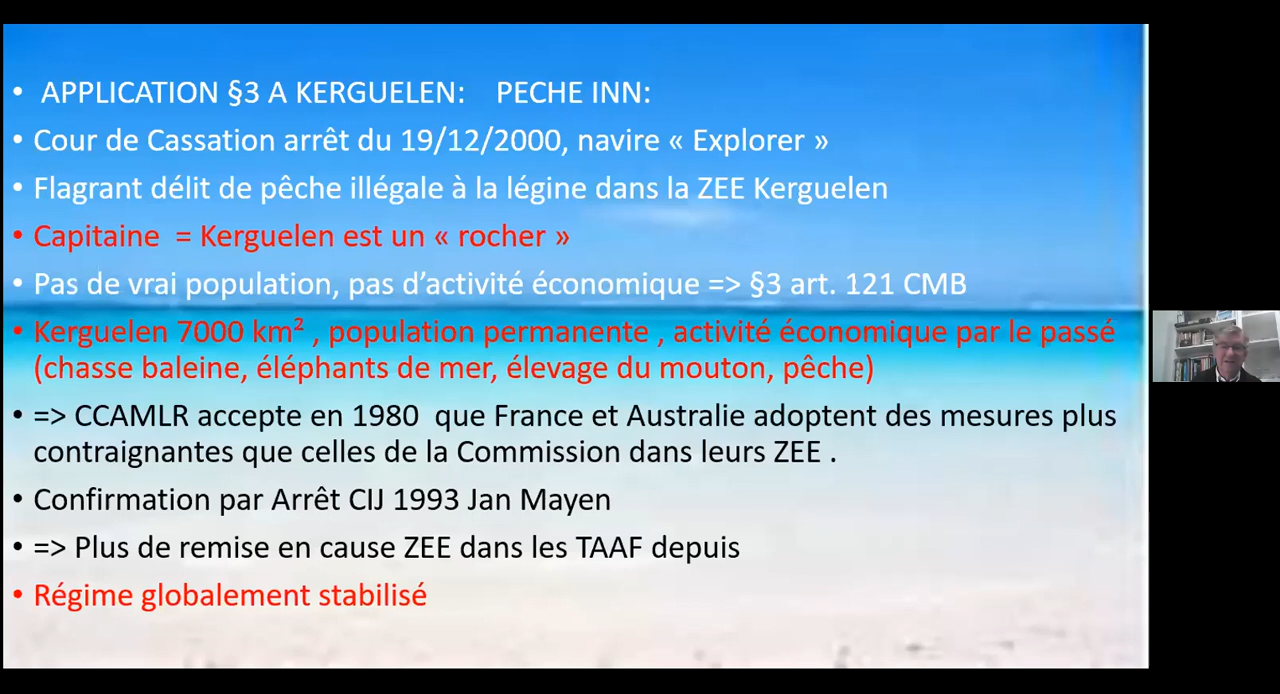 • APPLICATION §3 A KERGUELEN: PECHE INN:
• Cour de Cassation arrêt du 19/12/2000, navire « Explorer »
• Flagrant délit de pêche illégale à la légine dans la ZEE Kerguelen
• Capitaine = Kerguelen est un « rocher »
• Pas de vrai population, pas d’activité économique => §3 art. 121 CMB
• Kerguelen 7000 km² , population permanente , activité économique par le passé
(chasse baleine, éléphants de mer, élevage du mouton, pêche)
• => CCAMLR accepte en 1980 que France et Australie adoptent des mesures plus
contraignantes que celles de la Commission dans leurs ZEE .
• Confirmation par Arrêt CIJ 1993 Jan Mayen
• => Plus de remise en cause ZEE dans les TAAF depuis
• Régime globalement stabilisé